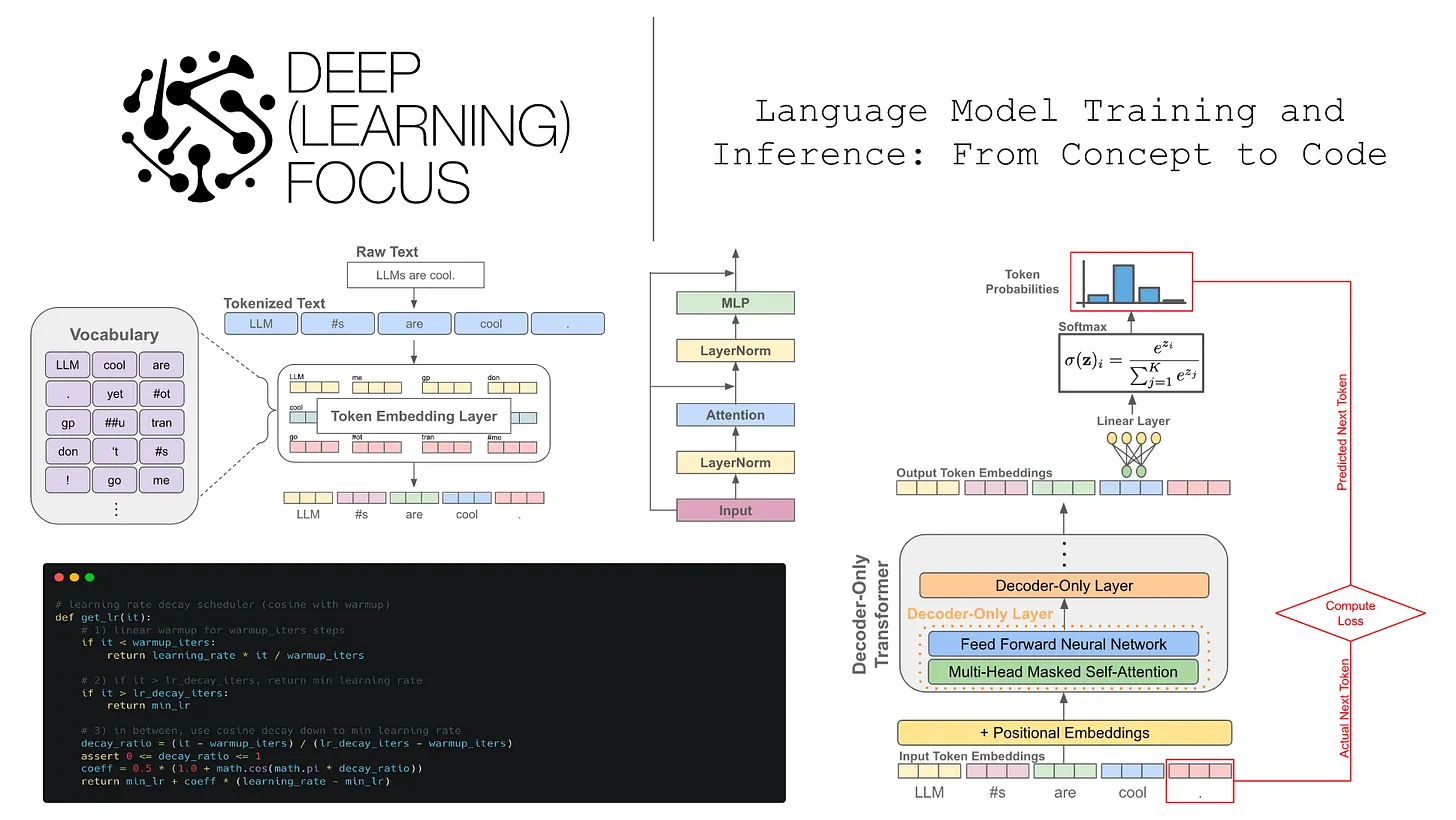 DEEP
(LEARNING)
FOCUS
Language Model Training and
Inference: From Concept to Code
Raw Text
LLMs are cool.
Tokenized Text
LLM #s are cool .
Vocabulary
LLM cool are
. yet #ot
gp ##u tran
don 't #s
! go me
LLM me gp don
cool
Token Embedding Layer
go #ot tran #me
LLM #s are cool .
MLP
LayerNorm
Attention
LayerNorm
Input
# learning rate decay scheduler (cosine with warmup)
def get_lr(it):
    # 1) linear warmup for warmup_iters steps
    if it < warmup_iters:
        return learning_rate * it / warmup_iters
    # 2) if it > lr_decay_iters, return min learning rate
    if it > lr_decay_iters:
        return min_lr
    # 3) in between, use cosine decay down to min learning rate
    decay_ratio = (it - warmup_iters) / (lr_decay_iters - warmup_iters)
    assert 0 <= decay_ratio <= 1
    coeff = 0.5 * (1.0 + math.cos(math.pi * decay_ratio))
    return min_lr + coeff * (learning_rate - min_lr)
Token
Probabilities
Softmax
σ(z)i = e^{z_i} / ∑_{j=1}^{K} e^{z_j}
Linear Layer
Output Token Embeddings
Decoder-Only
Transformer
Decoder-Only Layer
Decoder-Only Layer
Feed Forward Neural Network
Multi-Head Masked Self-Attention
+ Positional Embeddings
Input Token Embeddings
LLM #s are cool .
Predicted Next Token
Compute
Loss
Actual Next Token